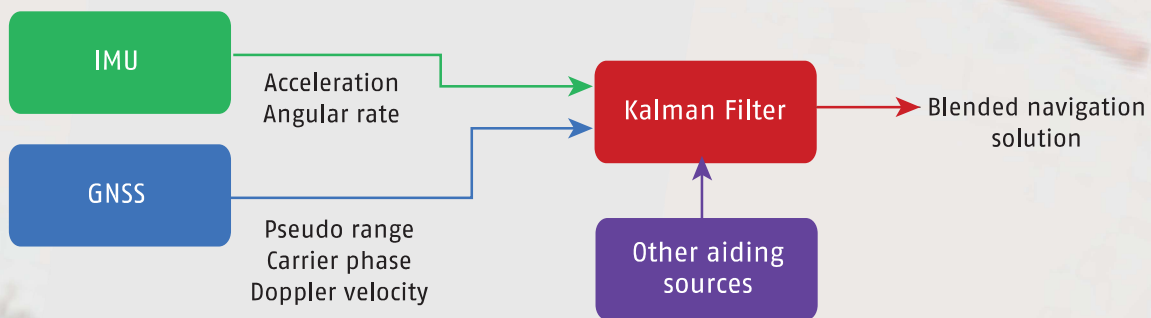 IMU
Acceleration
Angular rate
GNSS
Pseudo range
Carrier phase
Doppler velocity
Kalman Filter
Other aiding
sources
Blended navigation
solution